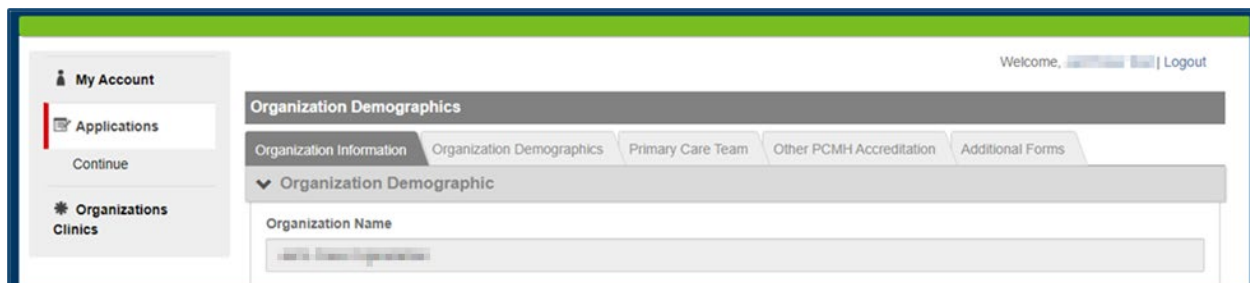 Welcome, | Logout
My Account
Applications
Continue
Organizations
Clinics
Organization Demographics
Organization Information
Organization Demographics
Primary Care Team
Other PCMH Accreditation
Additional Forms
Organization Demographic
Organization Name